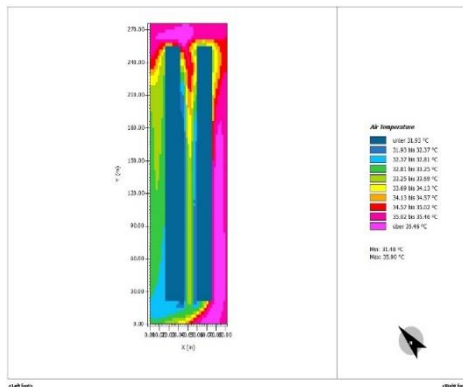 270.00
240.00
210.00
180.00
150.00
120.00
90.00
60.00
30.00
0.00
Y (m)
X (m)
Air Temperature
unter 31.93 °C
31.93 bis 32.37 °C
32.37 bis 32.81 °C
32.81 bis 33.25 °C
33.25 bis 33.69 °C
33.69 bis 34.13 °C
34.13 bis 34.57 °C
34.57 bis 35.02 °C
35.02 bis 35.46 °C
über 35.46 °C
Min: 31.48 °C
Max: 35.90 °C